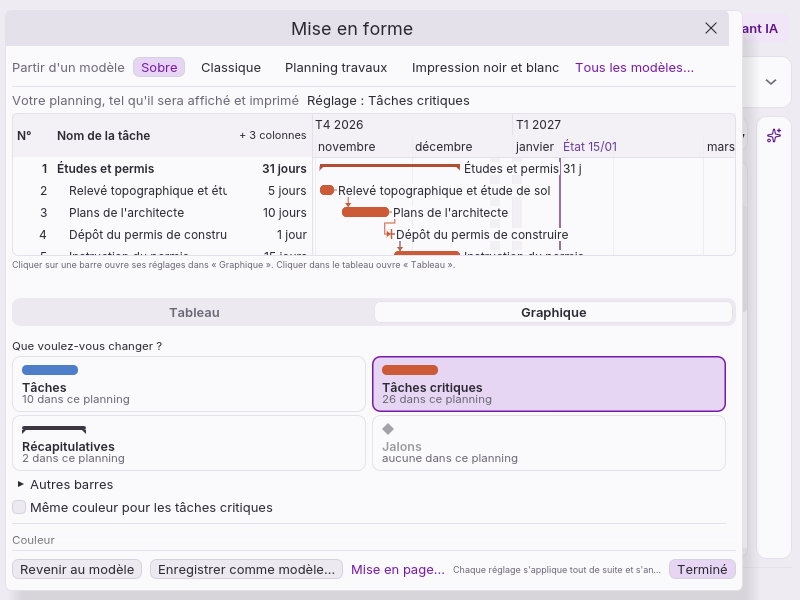 Mise en forme
ant IA
Partir d'un modèle Sobre Classique Planning travaux Impression noir et blanc Tous les modèles...
Votre planning, tel qu'il sera affiché et imprimé Réglage : Tâches critiques
T4 2026 T1 2027
N° Nom de la tâche + 3 colonnes
novembre décembre janvier État 15/01 mars
1 Études et permis 31 jours Études et permis 31 j
2 Relevé topographique et étu 5 jours Relevé topographique et étude de sol
3 Plans de l'architecte 10 jours Plans de l'architecte
4 Dépôt du permis de constru 1 jour Dépôt du permis de construire
Cliquer sur une barre ouvre ses réglages dans « Graphique ». Cliquer dans le tableau ouvre « Tableau ».
Tableau Graphique
Que voulez-vous changer ?
Tâches
10 dans ce planning
Tâches critiques
26 dans ce planning
Récapitulatives
2 dans ce planning
Jalons
aucune dans ce planning
Autres barres
Même couleur pour les tâches critiques
Couleur
Revenir au modèle Enregistrer comme modèle... Mise en page... Chaque réglage s'applique tout de suite et s'an... Terminé